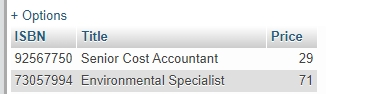 + Options
ISBN Title Price
92567750 Senior Cost Accountant 29
73057994 Environmental Specialist 71